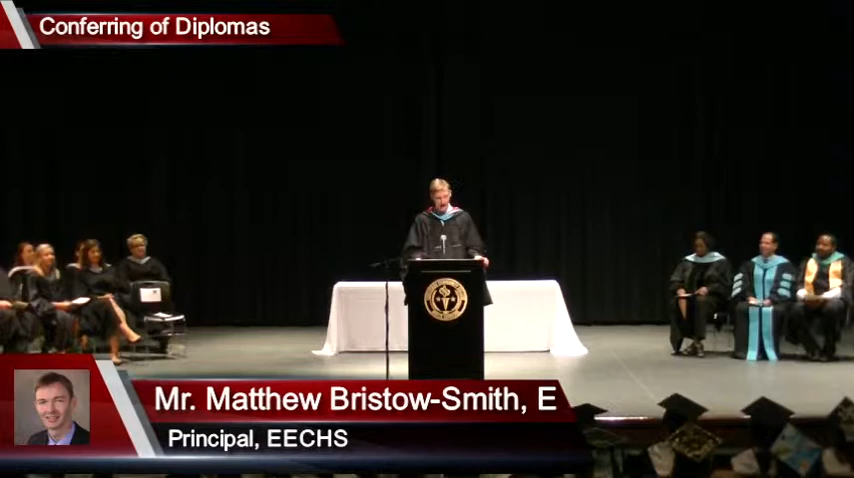 Conferring of Diplomas
Mr. Matthew Bristow-Smith, E
Principal, EECHS